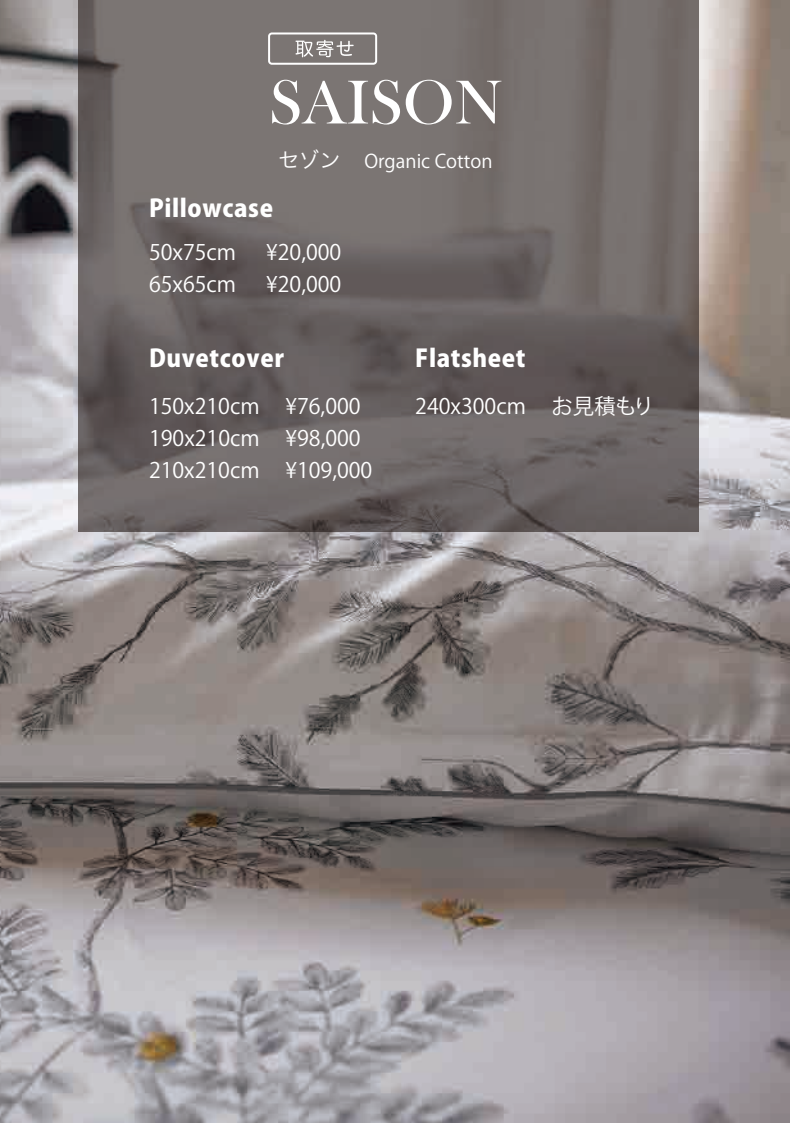 取寄せ
SAISON
セゾン Organic Cotton
Pillowcase
50x75cm ¥20,000
65x65cm ¥20,000
Duvetcover
150x210cm ¥76,000
190x210cm ¥98,000
210x210cm ¥109,000
Flatsheet
240x300cm お見積もり